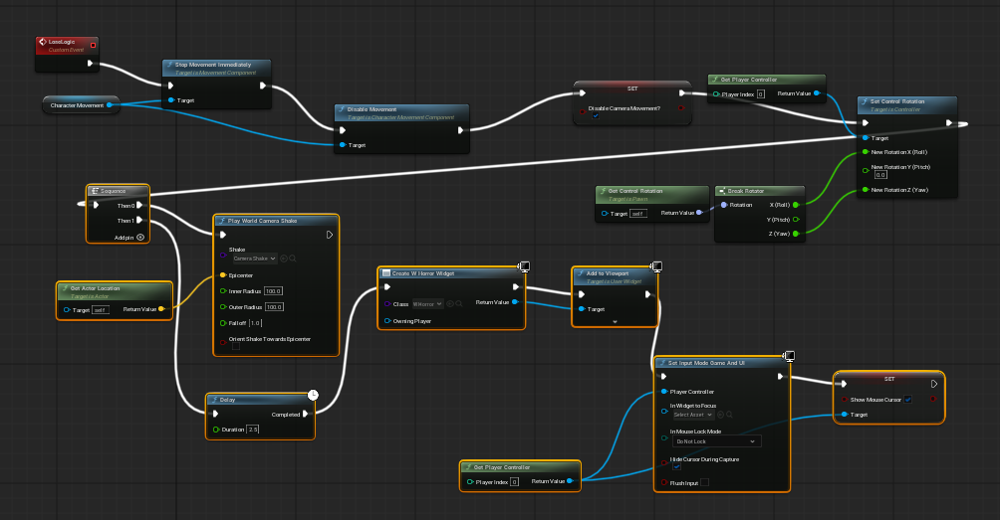 LoreLogic
Custom Event
Stop Movement Immediately
Target is Movement Component
Target
Character Movement
Disable Movement
Target is Character Movement Component
Target
SET
Disable Camera Movement?
Get Player Controller
Player Index 0
Return Value
Set Control Rotation
Target is Controller
Target
New Rotation X (Roll)
New Rotation Y (Pitch)
0.0
New Rotation Z (Yaw)
Get Control Rotation
Target is Pawn
Target self
Return Value
Break Rotator
Rotation
X (Roll)
Y (Pitch)
Z (Yaw)
Sequence
Then 0
Then 1
Add pin
Play World Camera Shake
Shake
Camera Shake
Epicenter
Inner Radius 100.0
Outer Radius 100.0
Falloff 1.0
Orient Shake Towards Epicenter
Get Actor Location
Target is Actor
Target self
Return Value
Delay
Completed
Duration 2.5
Create W Horror Widget
Class WHorror
Return Value
Owning Player
Add to Viewport
Target is User Widget
Target
Set Input Mode Game And UI
Player Controller
In Widget to Focus
Select Asset
In Mouse Lock Mode
Do Not Lock
Hide Cursor During Capture
Flush Input
SET
Show Mouse Cursor
Target
Get Player Controller
Player Index 0
Return Value